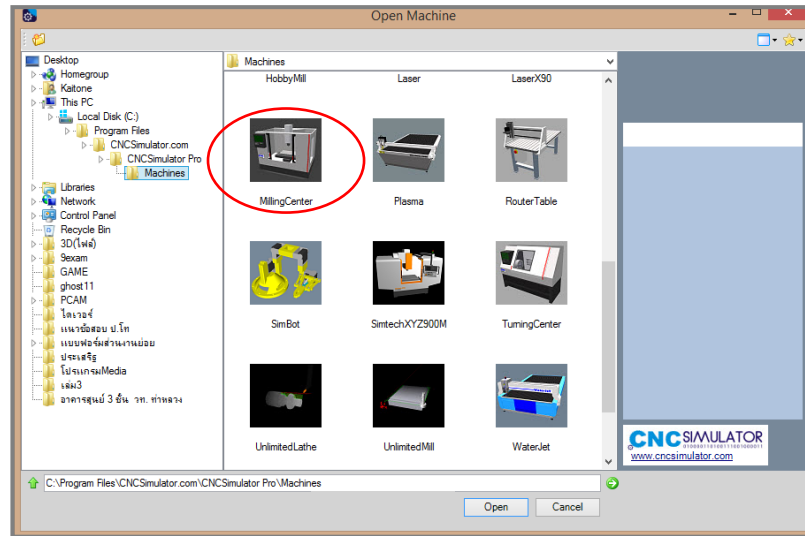 Open Machine
Desktop
Homegroup
Kaitone
This PC
Local Disk (C:)
Program Files
CNCSimulator.com
CNCSimulator Pro
Machines
Libraries
Network
Control Panel
Recycle Bin
3D(ไฟล์)
9exam
GAME
ghost11
PCAM
ไดเวอร์
แนวข้อสอบ ป.โท
แบบฟอร์มส่วนงานย่อย
ประเสริฐ
โปรแกรมMedia
เล่ม3
อาคารสูนย์ 3 ชั้น วท. ท่าหลวง
Machines
HobbyMill Laser LaserX90
MillingCenter Plasma RouterTable
SimBot SimtechXYZ900M TurningCenter
UnlimitedLathe UnlimitedMill WaterJet
CNC SIMULATOR
www.cncsimulator.com
C:\Program Files\CNCSimulator.com\CNCSimulator Pro\Machines
Open Cancel